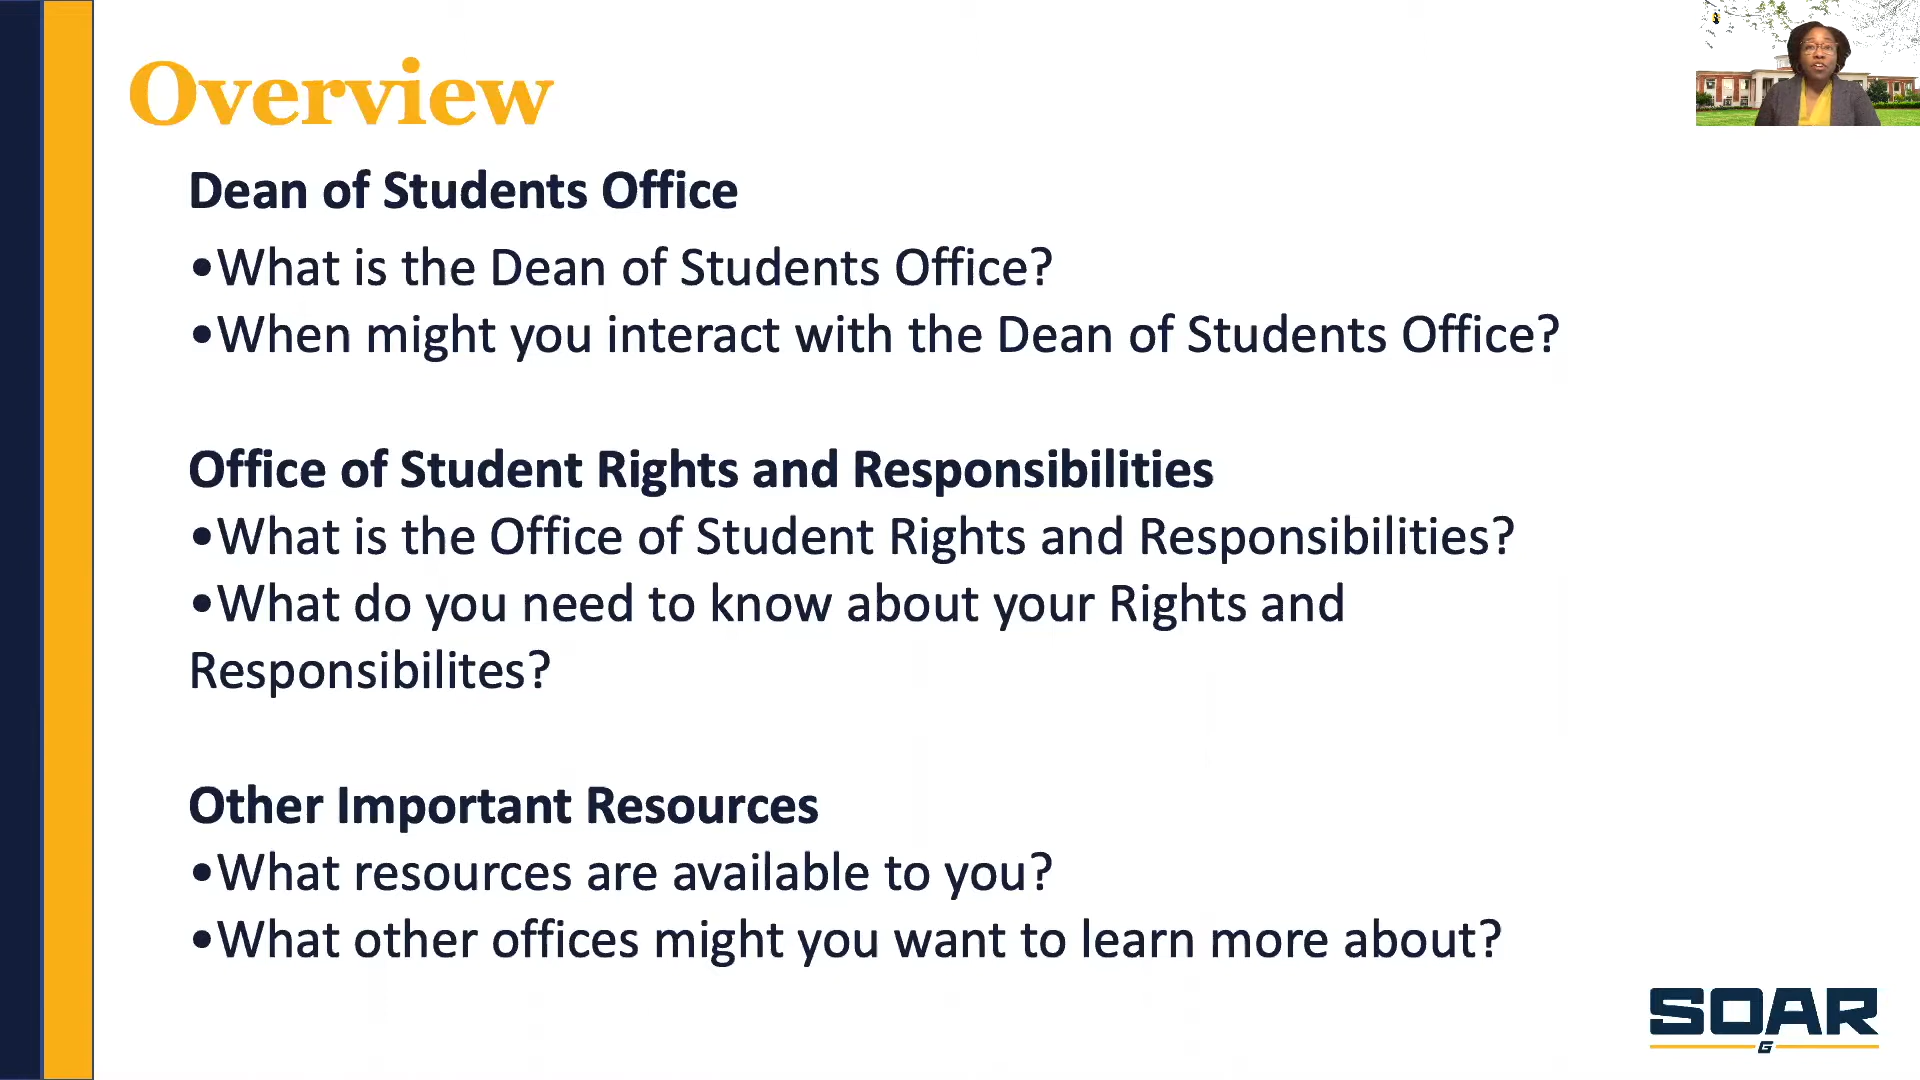 Overview
Dean of Students Office
•What is the Dean of Students Office?
•When might you interact with the Dean of Students Office?
Office of Student Rights and Responsibilities
•What is the Office of Student Rights and Responsibilities?
•What do you need to know about your Rights and
Responsibilites?
Other Important Resources
•What resources are available to you?
•What other offices might you want to learn more about?
SOAR
G